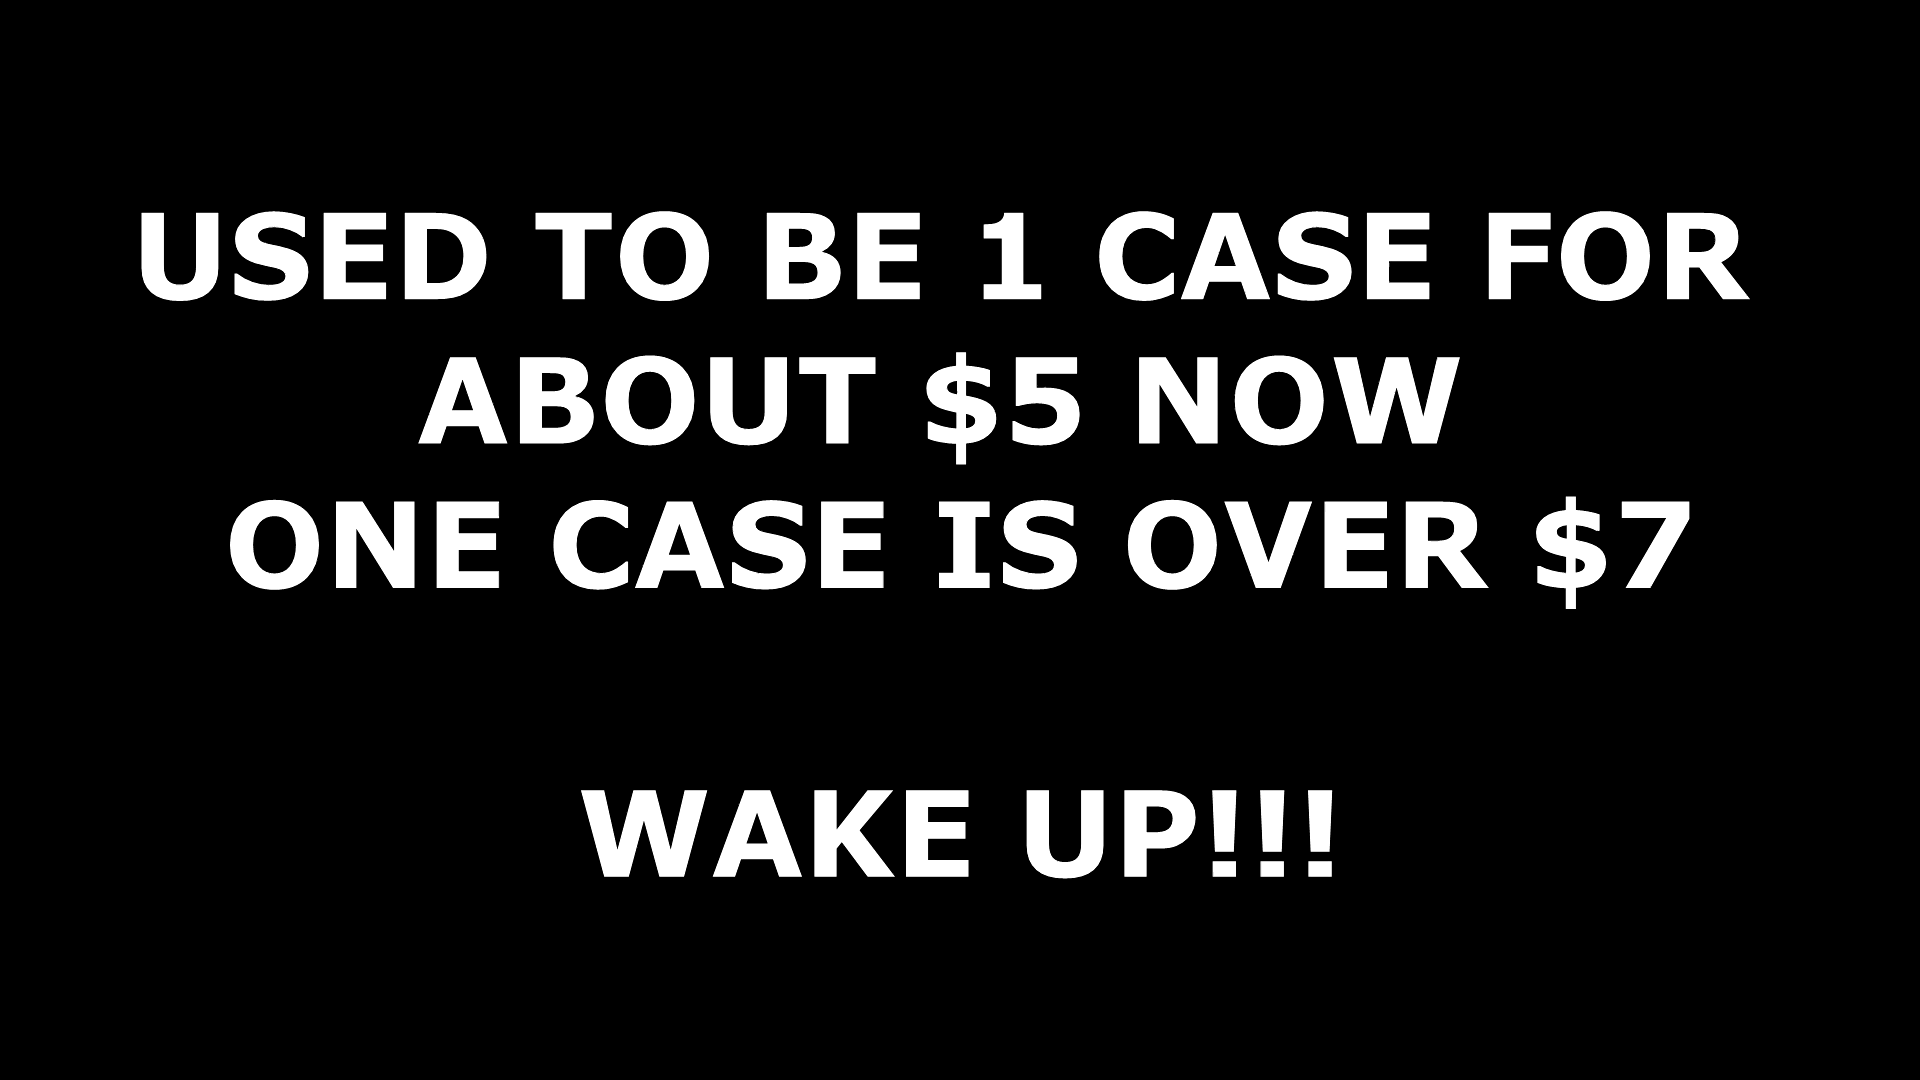 USED TO BE 1 CASE FOR
ABOUT $5 NOW
ONE CASE IS OVER $7
WAKE UP!!!